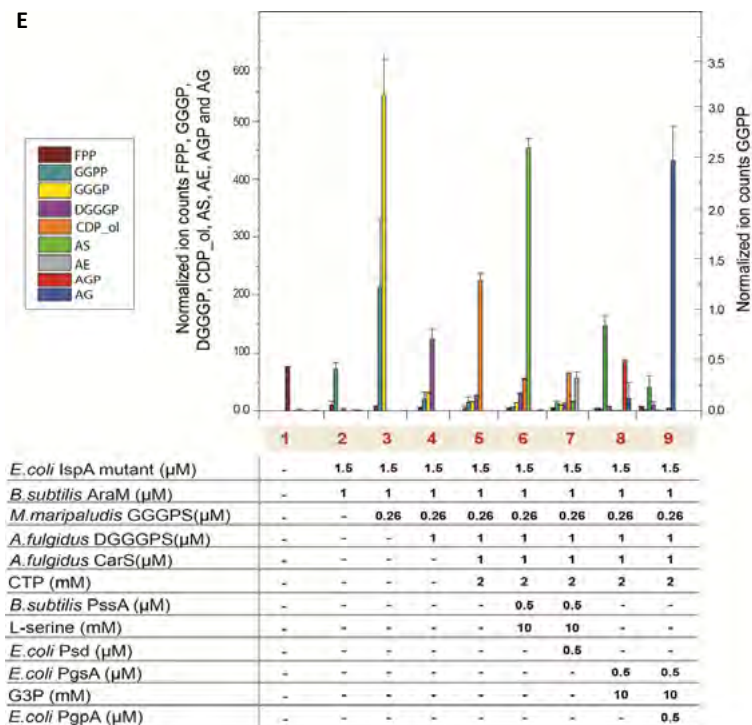 E
Normalized ion counts FPP, GGGP,
DGGGP, CDP_ol, AS, AE, AGP and AG
Normalized ion counts GGPP
600
500
400
300
200
100
0.0
3.5
3.0
2.5
2.0
1.5
1.0
0.5
0.0
FPP
GGPP
GGGP
DGGGP
CDP_ol
AS
AE
AGP
AG
1 2 3 4 5 6 7 8 9
E.coli IspA mutant (µM) - 1.5 1.5 1.5 1.5 1.5 1.5 1.5 1.5
B.subtilis AraM (µM) - 1 1 1 1 1 1 1 1
M.maripaludis GGGPS(µM) - - 0.26 0.26 0.26 0.26 0.26 0.26 0.26
A.fulgidus DGGGPS(µM) - - - 1 1 1 1 1 1
A.fulgidus CarS(µM) - - - - 1 1 1 1 1
CTP (mM) - - - - 2 2 2 2 2
B.subtilis PssA (µM) - - - - - 0.5 0.5 - -
L-serine (mM) - - - - - 10 10 - -
E.coli Psd (µM) - - - - - - 0.5 - -
E.coli PgsA (µM) - - - - - - - 0.5 0.5
G3P (mM) - - - - - - - 10 10
E.coli PgpA (µM) - - - - - - - - 0.5